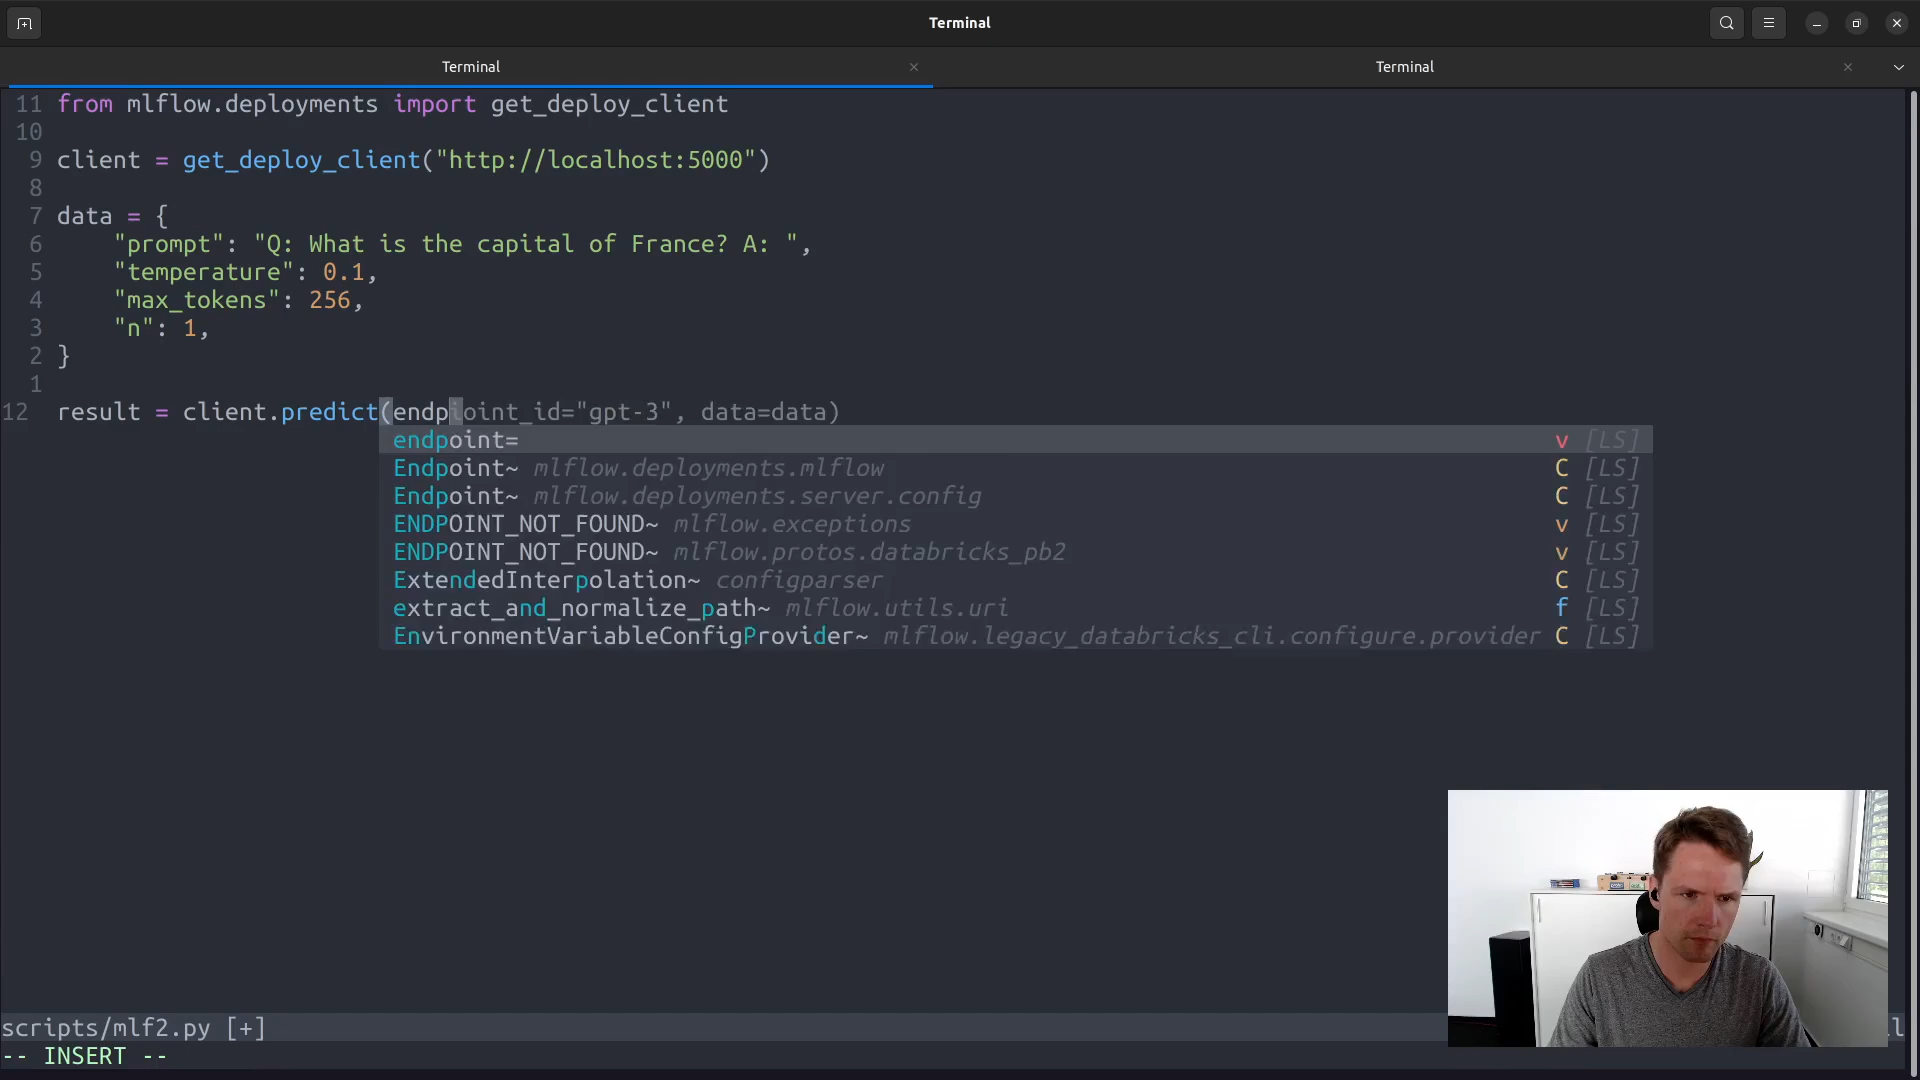 Terminal
Terminal
Terminal
11 from mlflow.deployments import get_deploy_client
10
9 client = get_deploy_client("http://localhost:5000")
8
7 data = {
6 "prompt": "Q: What is the capital of France? A: ",
5 "temperature": 0.1,
4 "max_tokens": 256,
3 "n": 1,
2 }
1
12 result = client.predict(endpioint_id="gpt-3", data=data)
endpoint= v [LS]
Endpoint~ mlflow.deployments.mlflow C [LS]
Endpoint~ mlflow.deployments.server.config C [LS]
ENDPOINT_NOT_FOUND~ mlflow.exceptions v [LS]
ENDPOINT_NOT_FOUND~ mlflow.protos.databricks_pb2 v [LS]
ExtendedInterpolation~ configparser C [LS]
extract_and_normalize_path~ mlflow.utils.uri f [LS]
EnvironmentVariableConfigProvider~ mlflow.legacy_databricks_cli.configure.provider C [LS]
scripts/mlf2.py [+]
-- INSERT --